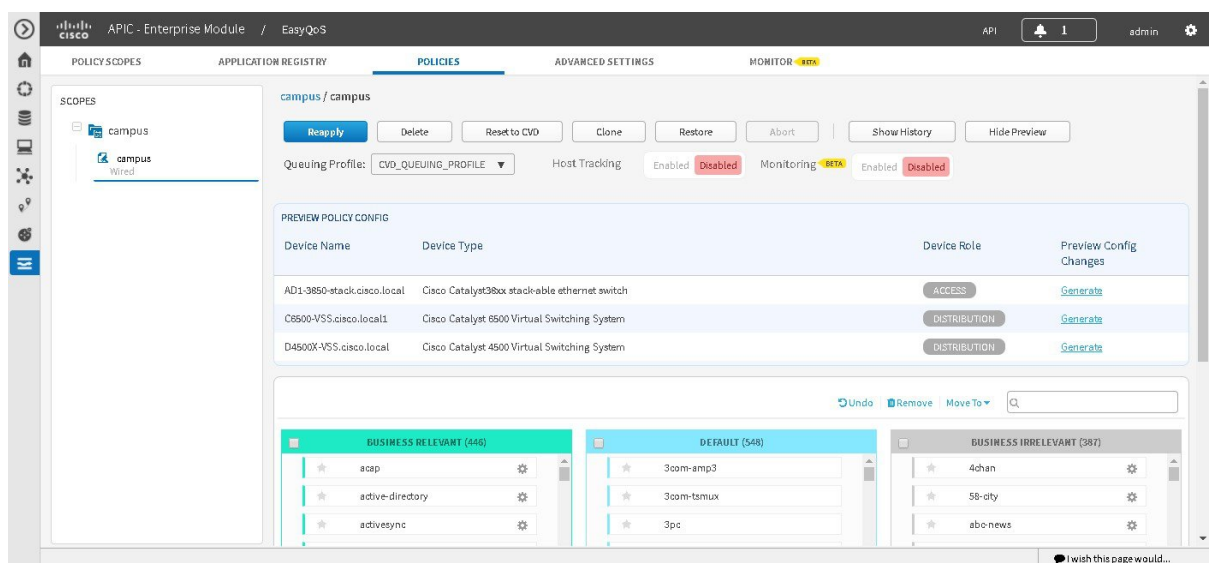 CISCO APIC - Enterprise Module / EasyQoS API 1 admin
POLICY SCOPES APPLICATION REGISTRY POLICIES ADVANCED SETTINGS MONITOR BETA
SCOPES
campus
campus
Wired
campus / campus
Reapply Delete Reset to CVD Clone Restore Abort Show History Hide Preview
Queuing Profile: CVD_QUEUING_PROFILE Host Tracking Enabled Disabled Monitoring BETA Enabled Disabled
PREVIEW POLICY CONFIG
Device Name Device Type Device Role Preview Config Changes
AD1-3850-stack.cisco.local Cisco Catalyst38xx stack-able ethernet switch ACCESS Generate
C6500-VSS.cisco.local1 Cisco Catalyst 6500 Virtual Switching System DISTRIBUTION Generate
D4500X-VSS.cisco.local Cisco Catalyst 4500 Virtual Switching System DISTRIBUTION Generate
Undo Remove Move To
BUSINESS RELEVANT (446) DEFAULT (548) BUSINESS IRRELEVANT (387)
acap 3com-amp3 4chan
active-directory 3com-tsmux 58-city
activesync 3pc abc-news
I wish this page would...